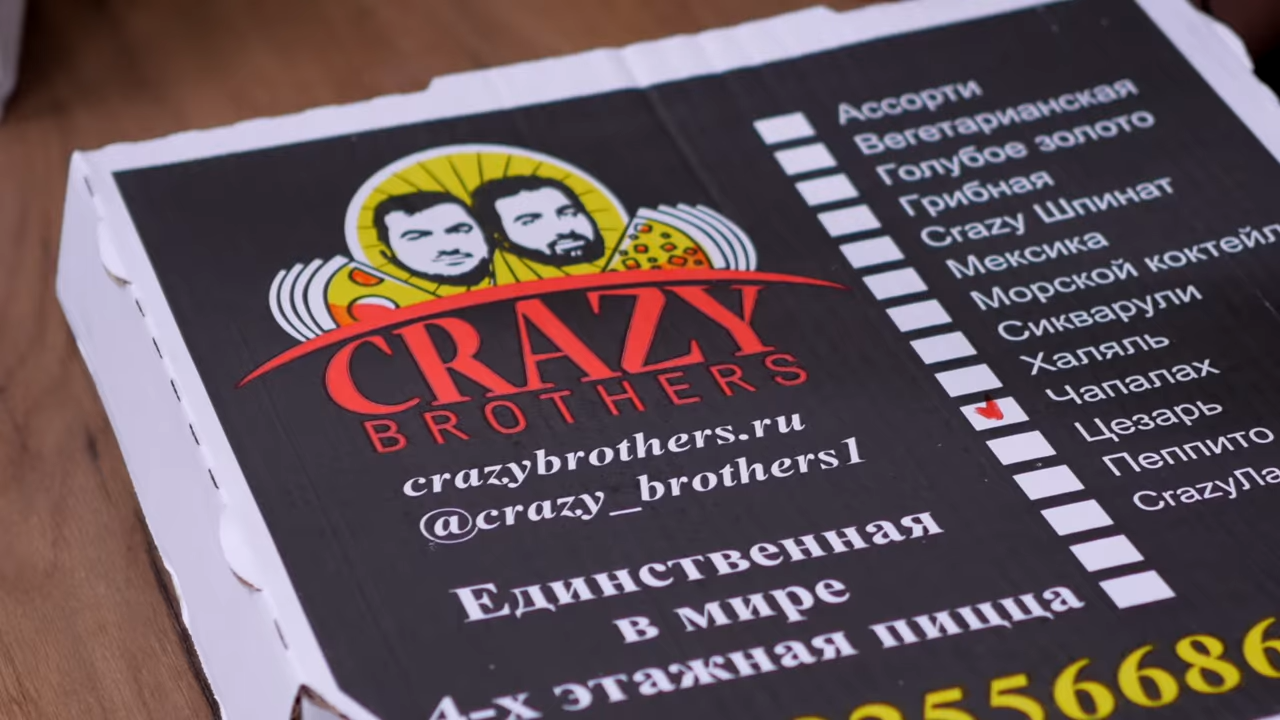 CRAZY
BROTHERS
crazybrothers.ru
@crazy_brothers1
Единственная
в мире
4-х этажная пицца
Ассорти
Вегетарианская
Голубое золото
Грибная
Crazy Шпинат
Мексика
Морской коктейль
Сикварули
Халяль
Чапалах
Цезарь
Пеппито